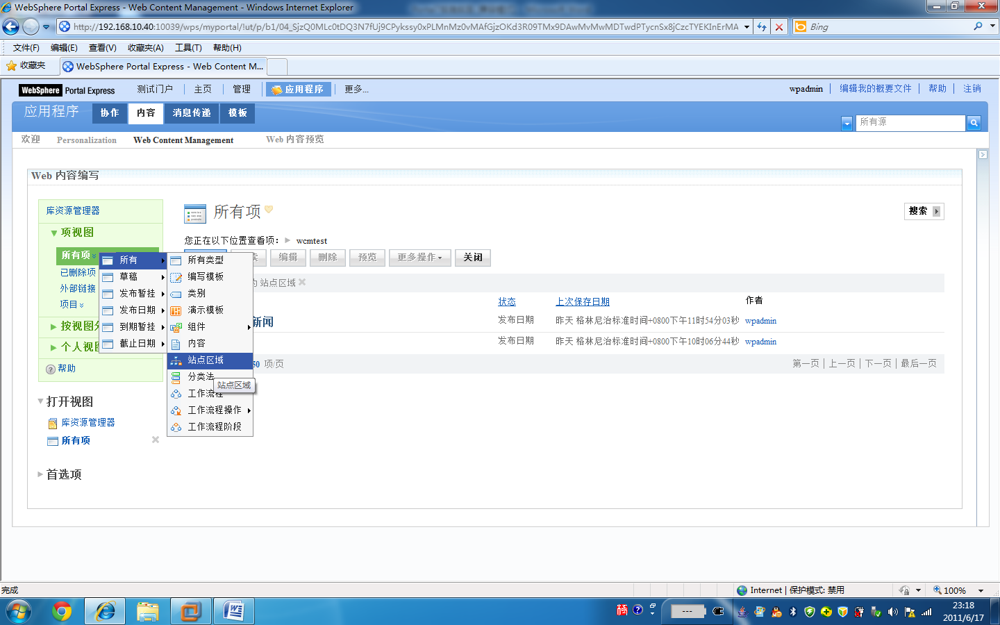 WebSphere Portal Express - Web Content Management - Windows Internet Explorer
http://192.168.10.40:10039/wps/myportal/!ut/p/b1/04_SjzQ0MLc0tDQ3N7fUj9CPykssy0xPLMnMz0vMAfGjzOKd3R09TMx9DAwMvMwMDTwdPTycnSx8jCzcTYEKInErMA
Bing
文件(F) 编辑(E) 查看(V) 收藏夹(A) 工具(T) 帮助(H)
收藏夹
WebSphere Portal Express - Web Content M...
WebSphere Portal Express 测试门户 主页 管理 应用程序 更多... wpadmin 编辑我的概要文件 帮助 注销
应用程序 协作 内容 消息传递 模板
所有源
欢迎 Personalization Web Content Management Web 内容预览
Web 内容编写
库资源管理器
项视图
所有项
已删除项
外部链接
项目
按视图
个人视图
帮助
打开视图
库资源管理器
所有项
首选项
所有
草稿
发布暂挂
发布日期
到期暂挂
截止日期
所有类型
编写模板
类别
演示模板
组件
内容
站点区域
分类法
站点区域
工作流程
工作流程操作
工作流程阶段
所有项
搜索
您正在以下位置查看项: wcmtest
编辑 删除 预览 更多操作 关闭
站点区域
状态 上次保存日期 作者
新闻 发布日期 昨天 格林尼治标准时间+0800下午11时54分03秒 wpadmin
发布日期 昨天 格林尼治标准时间+0800下午10时06分44秒 wpadmin
50 项/页 第一页 | 上一页 | 下一页 | 最后一页
完成
Internet | 保护模式: 禁用
100%
---
23:18
2011/6/17